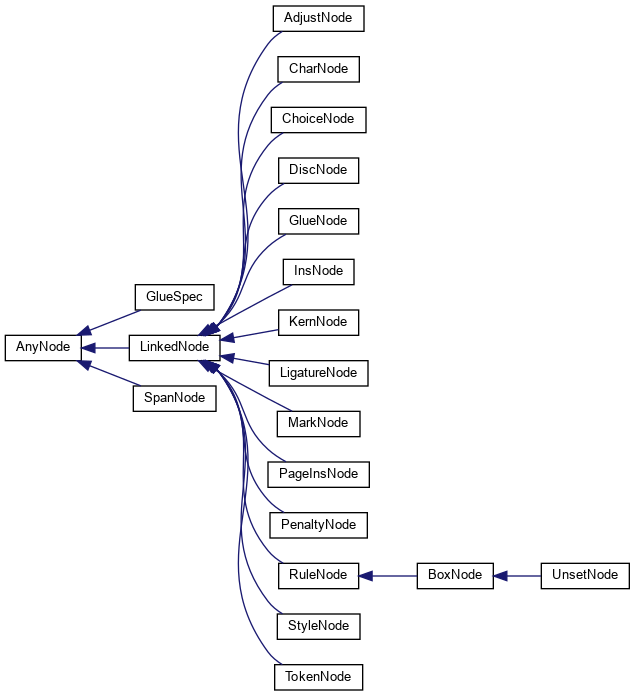 AdjustNode
CharNode
ChoiceNode
DiscNode
GlueNode
InsNode
GlueSpec
KernNode
AnyNode
LinkedNode
LigatureNode
SpanNode
MarkNode
PageInsNode
PenaltyNode
RuleNode
BoxNode
UnsetNode
StyleNode
TokenNode